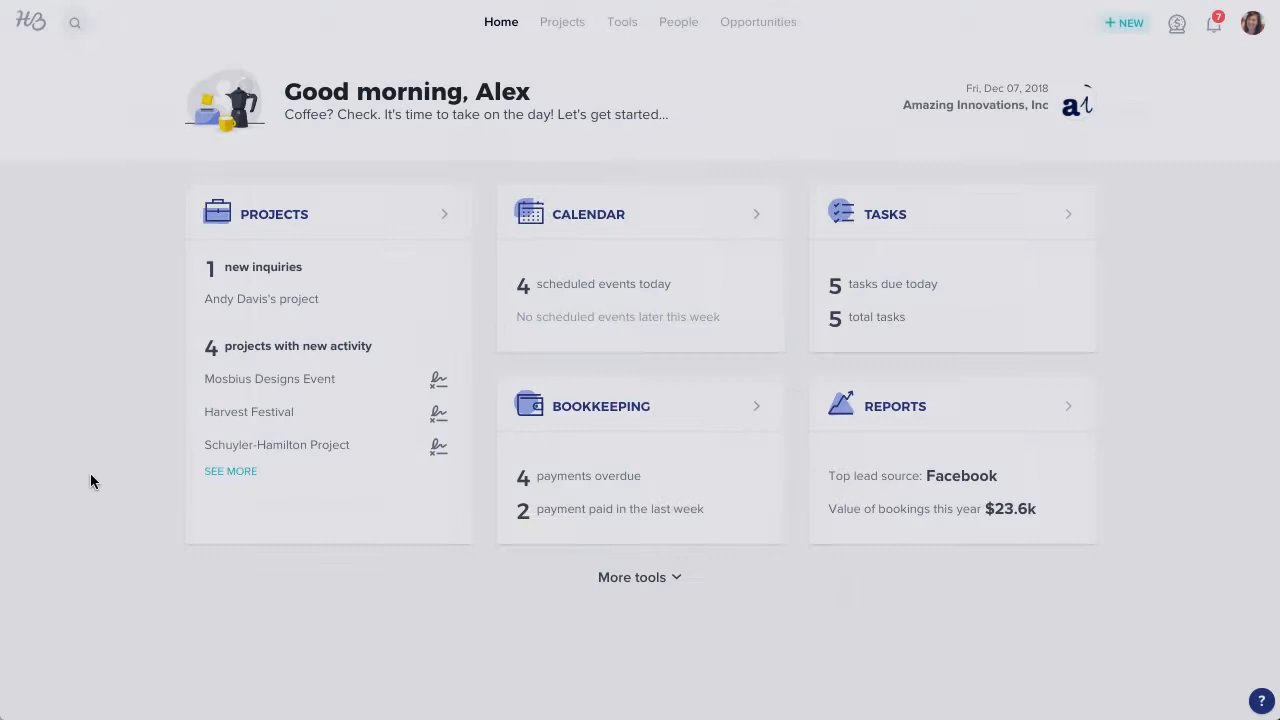 HB
Home Projects Tools People Opportunities
+ NEW
7
Good morning, Alex
Coffee? Check. It's time to take on the day! Let's get started...
Fri, Dec 07, 2018
Amazing Innovations, Inc
ai
PROJECTS
1 new inquiries
Andy Davis's project
4 projects with new activity
Mosbius Designs Event
Harvest Festival
Schuyler-Hamilton Project
SEE MORE
CALENDAR
4 scheduled events today
No scheduled events later this week
TASKS
5 tasks due today
5 total tasks
BOOKKEEPING
4 payments overdue
2 payment paid in the last week
REPORTS
Top lead source: Facebook
Value of bookings this year $23.6k
More tools
?